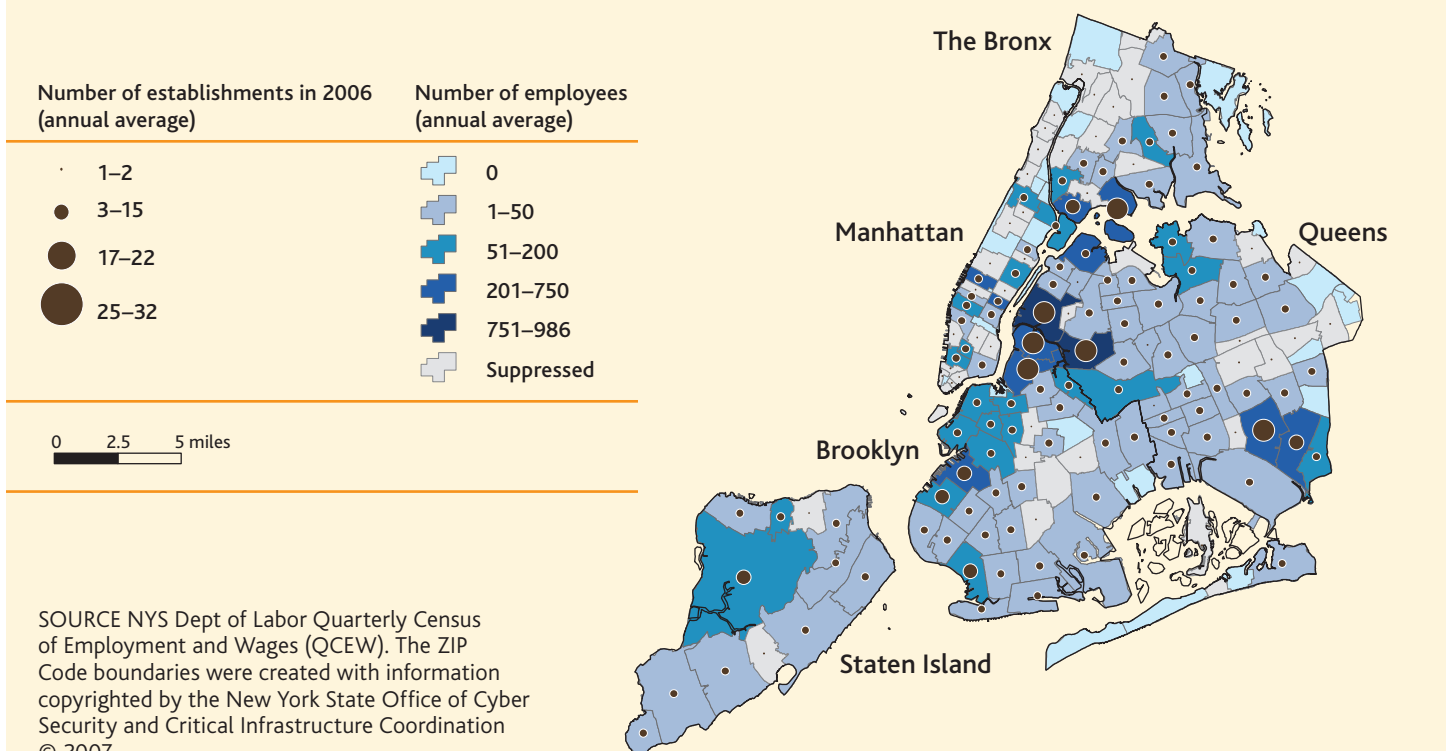 Number of establishments in 2006
(annual average)
1–2
3–15
17–22
25–32
Number of employees
(annual average)
0
1–50
51–200
201–750
751–986
Suppressed
0 2.5 5 miles
The Bronx
Manhattan
Queens
Brooklyn
Staten Island
SOURCE NYS Dept of Labor Quarterly Census
of Employment and Wages (QCEW). The ZIP
Code boundaries were created with information
copyrighted by the New York State Office of Cyber
Security and Critical Infrastructure Coordination
© 2007